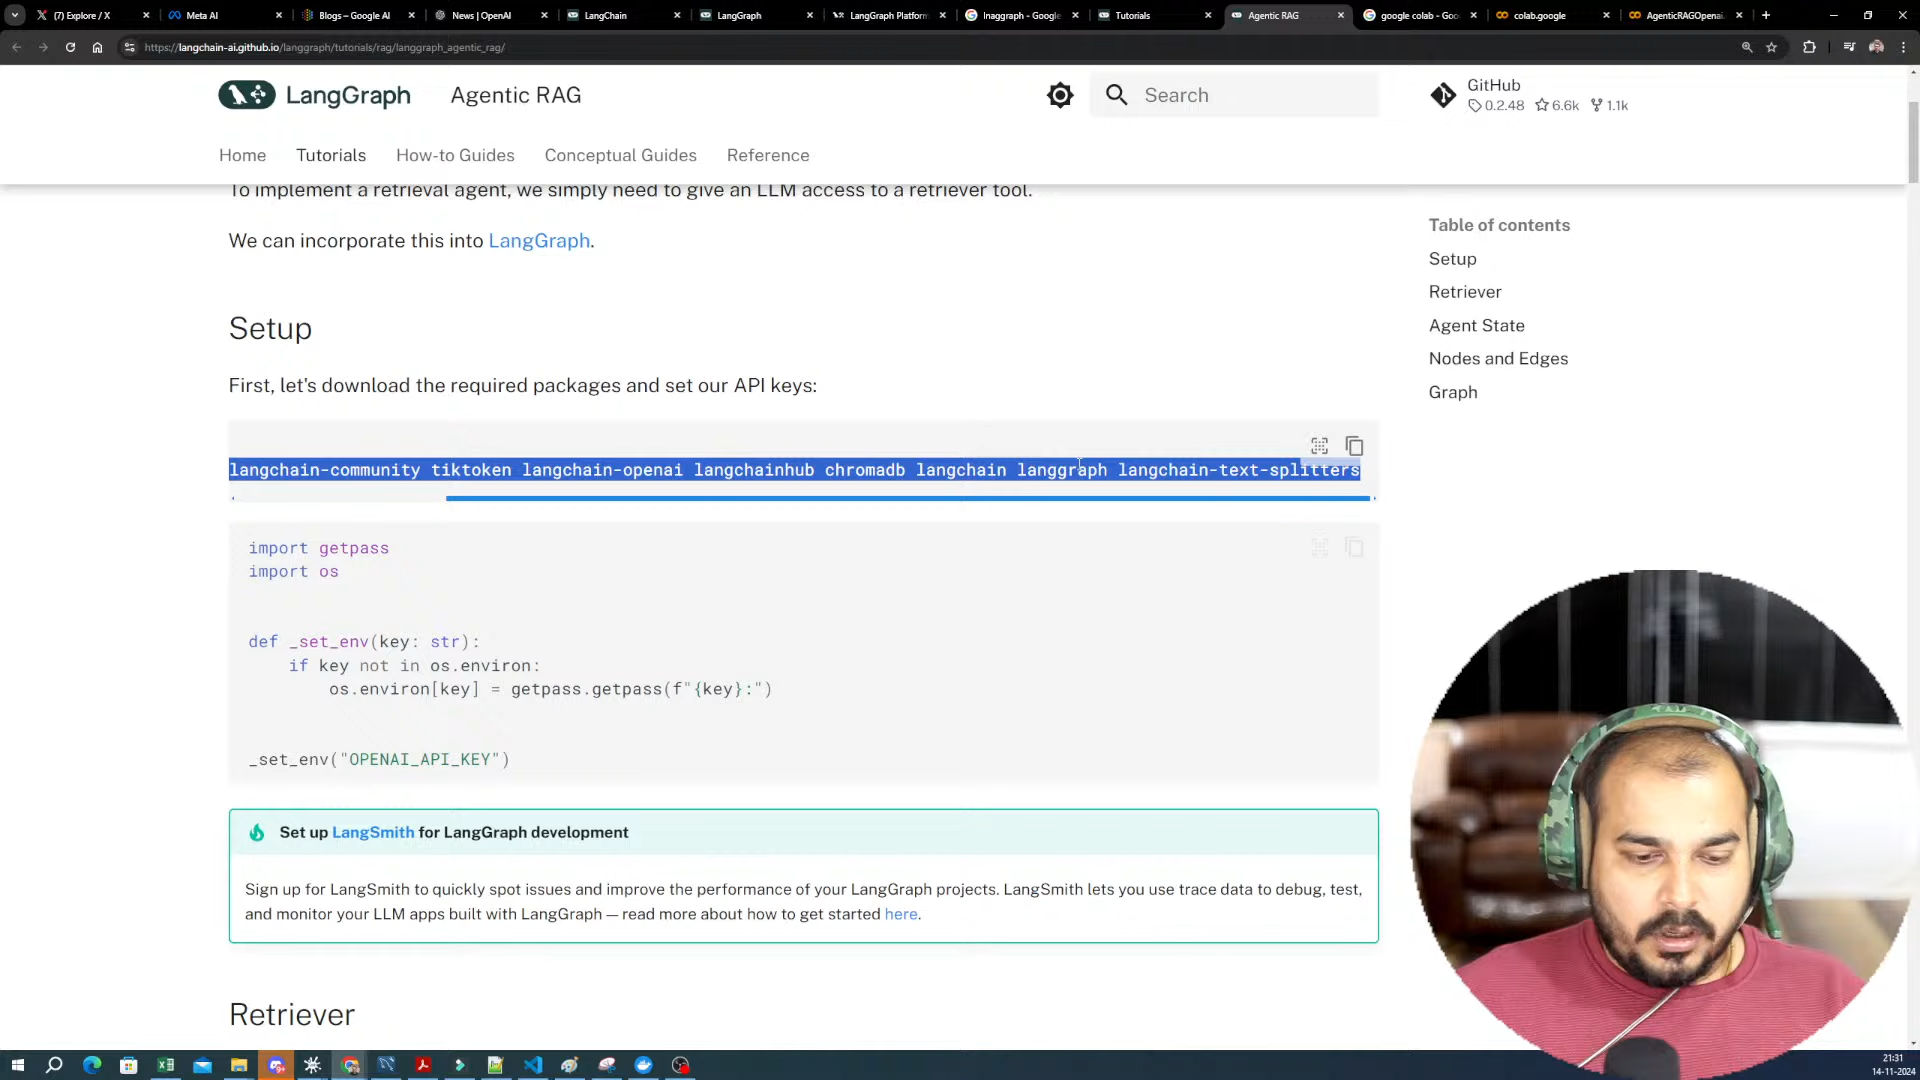 (7) Explore / X
Meta AI
Blogs – Google AI
News | OpenAI
LangChain
LangGraph
LangGraph Platform
lnaggraph - Google
Tutorials
Agentic RAG
google colab - Goo
colab.google
AgenticRAGOpenai.
https://langchain-ai.github.io/langgraph/tutorials/rag/langgraph_agentic_rag/
LangGraph
Agentic RAG
Search
GitHub
0.2.48 6.6k 1.1k
Home
Tutorials
How-to Guides
Conceptual Guides
Reference
To implement a retrieval agent, we simply need to give an LLM access to a retriever tool.
We can incorporate this into LangGraph.
Setup
First, let's download the required packages and set our API keys:
langchain-community tiktoken langchain-openai langchainhub chromadb langchain langgraph langchain-text-splitters
import getpass
import os
def _set_env(key: str):
if key not in os.environ:
os.environ[key] = getpass.getpass(f"{key}:")
_set_env("OPENAI_API_KEY")
Set up LangSmith for LangGraph development
Sign up for LangSmith to quickly spot issues and improve the performance of your LangGraph projects. LangSmith lets you use trace data to debug, test,
and monitor your LLM apps built with LangGraph — read more about how to get started here.
Retriever
Table of contents
Setup
Retriever
Agent State
Nodes and Edges
Graph
21:31
14-11-2024